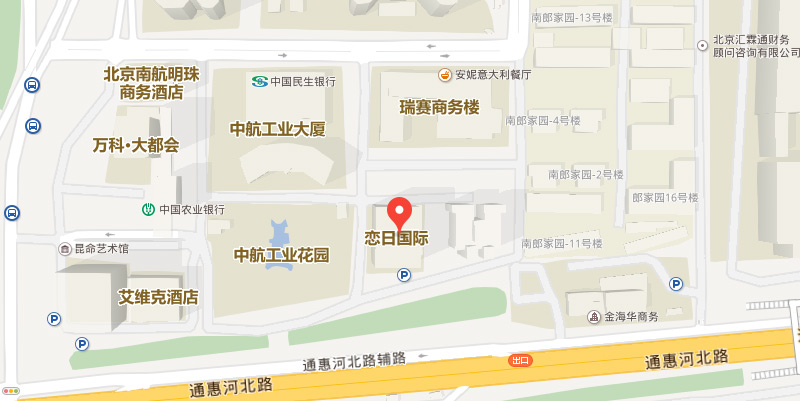 南郎家园-13号楼
北京汇霖通财务
顾问咨询有限公司
北京南航明珠
商务酒店
中国民生银行
安妮意大利餐厅
瑞赛商务楼
南郎家园-4号楼
中航工业大厦
万科·大都会
南郎家园-2号楼
郎家园16号楼
中国农业银行
恋日国际
南郎家园-11号楼
昆命艺术馆
中航工业花园
P
艾维克酒店
P
P
P
金海华商务
通惠河北路辅路
出口
通惠河北路
通惠河北路